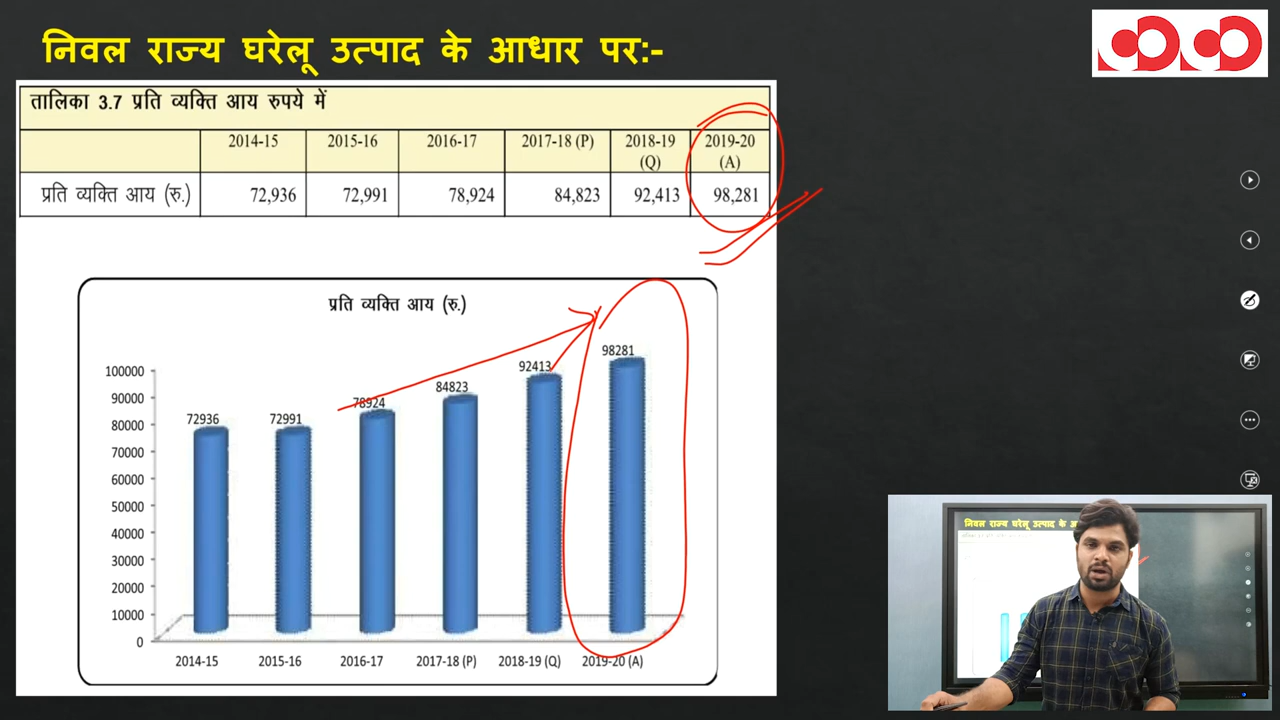 निवल राज्य घरेलू उत्पाद के आधार पर:-
तालिका 3.7 प्रति व्यक्ति आय रुपये में
2014-15 2015-16 2016-17 2017-18 (P) 2018-19 (Q) 2019-20 (A)
प्रति व्यक्ति आय (रु.) 72,936 72,991 78,924 84,823 92,413 98,281
प्रति व्यक्ति आय (रु.)
98281
92413
84823
78924
72936 72991
100000
90000
80000
70000
60000
50000
40000
30000
20000
10000
0
2014-15 2015-16 2016-17 2017-18 (P) 2018-19 (Q) 2019-20 (A)
निवल राज्य घरेलू उत्पाद के